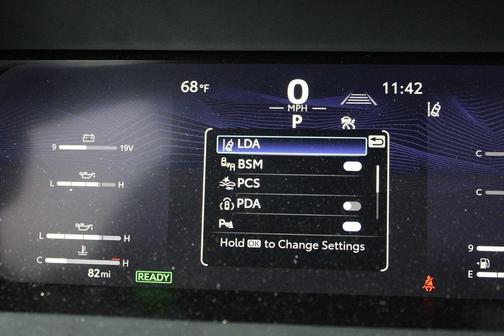 68°F 0 11:42
MPH
P
9 19V
L H
L H
C H
82mi
READY
LDA
BSM
PCS
PDA
P
Hold OK to Change Settings
C
C
9
E